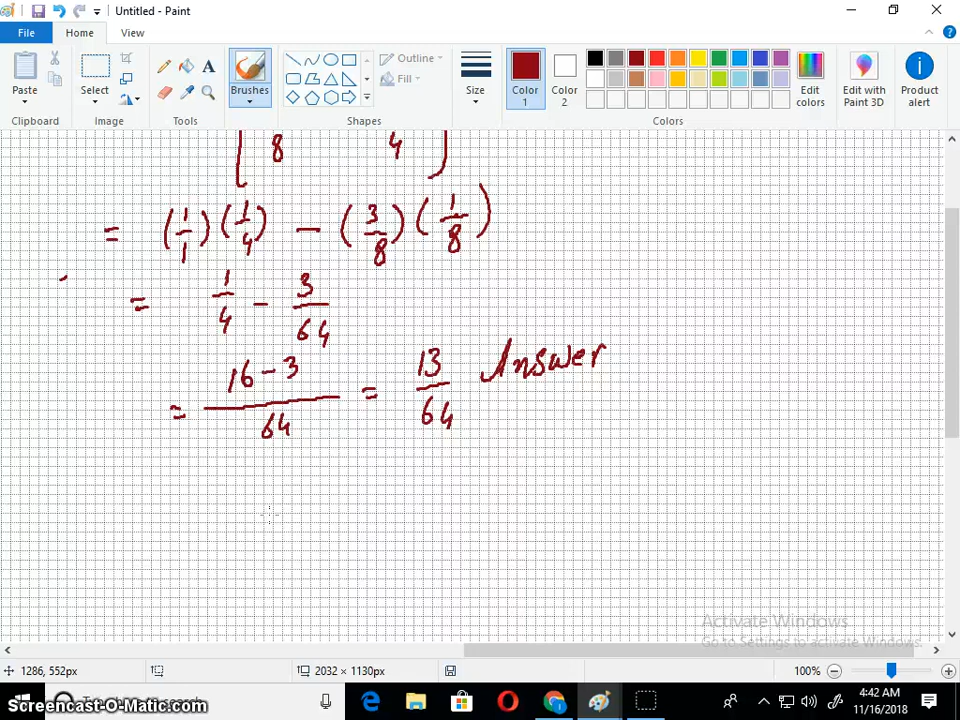 Untitled - Paint
File Home View
Paste Select Brushes Outline Fill Size Color 1 Color 2 Edit colors Edit with Paint 3D Product alert
Clipboard Image Tools Shapes Colors
8 4
= (1/1)(1/4) - (3/8)(1/8)
= 1/4 - 3/64
= 16-3/64 = 13/64 Answer
Activate Windows
Go to Settings to activate Windows.
1286, 552px 2032 × 1130px 100%
Screencast-O-Matic.com
4:42 AM
11/16/2018